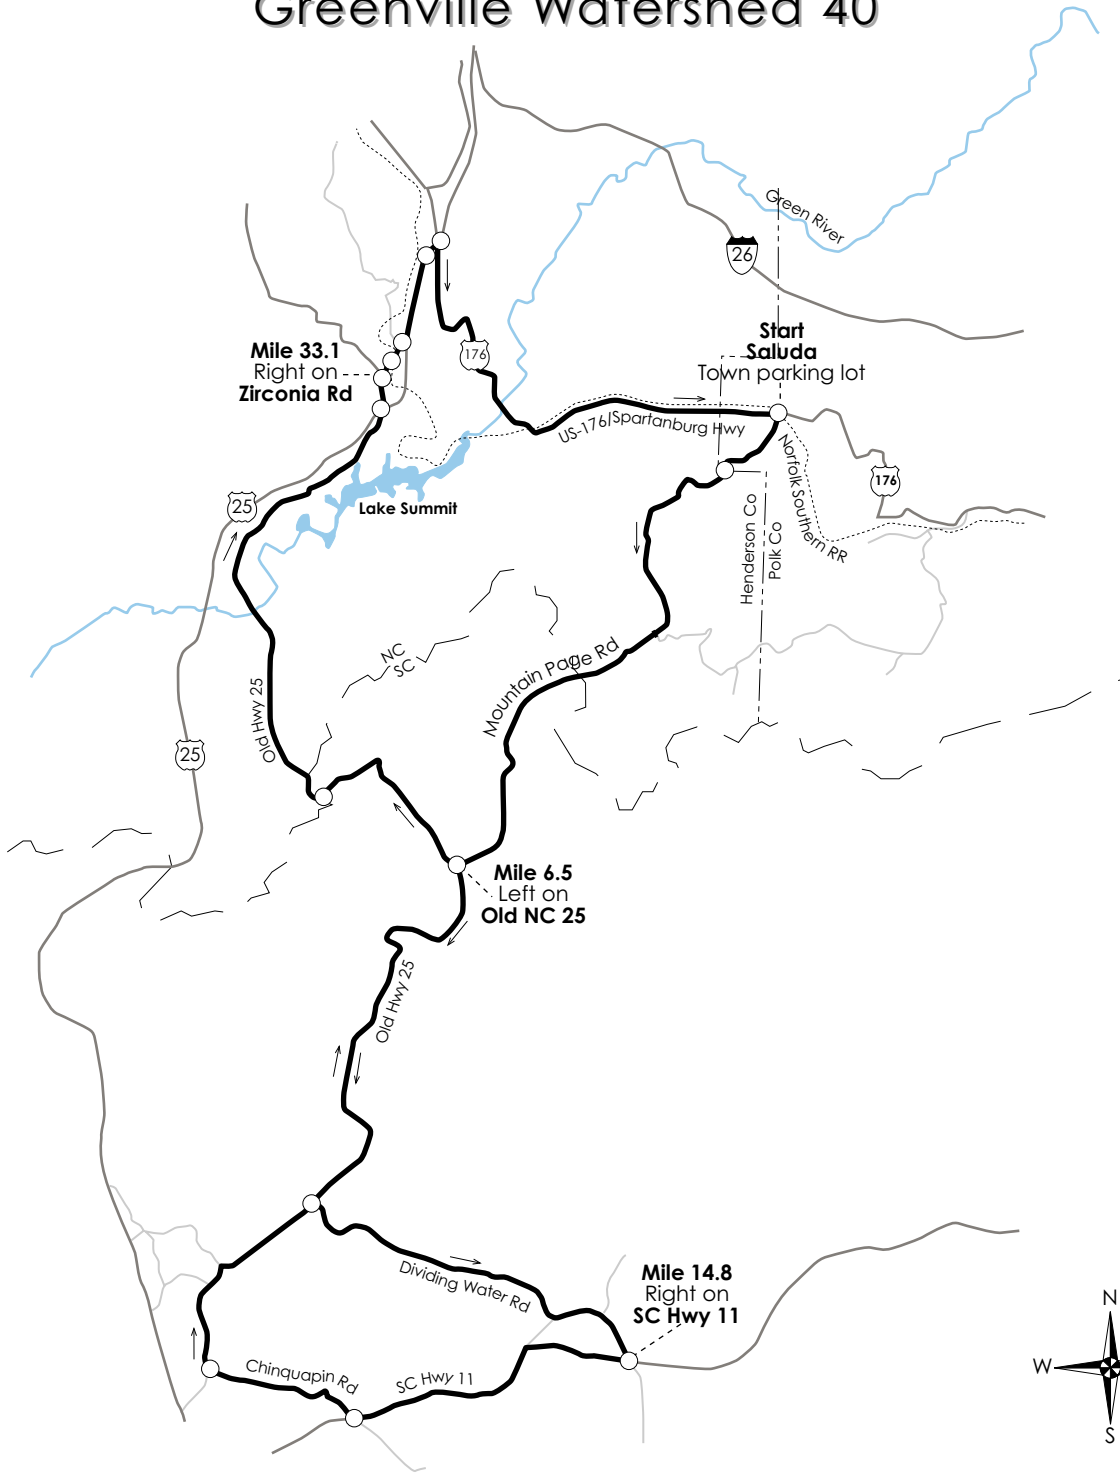 Greenville Watershed 40
Green River
26
Start
Saluda
Town parking lot
Mile 33.1
Right on
Zirconia Rd
176
US-176/Spartanburg Hwy
Norfolk Southern RR
176
25
Lake Summit
Henderson Co
Polk Co
NC
SC
Mountain Page Rd
Old Hwy 25
25
Mile 6.5
Left on
Old NC 25
Old Hwy 25
Dividing Water Rd
Mile 14.8
Right on
SC Hwy 11
Chinquapin Rd
SC Hwy 11
N
W
S